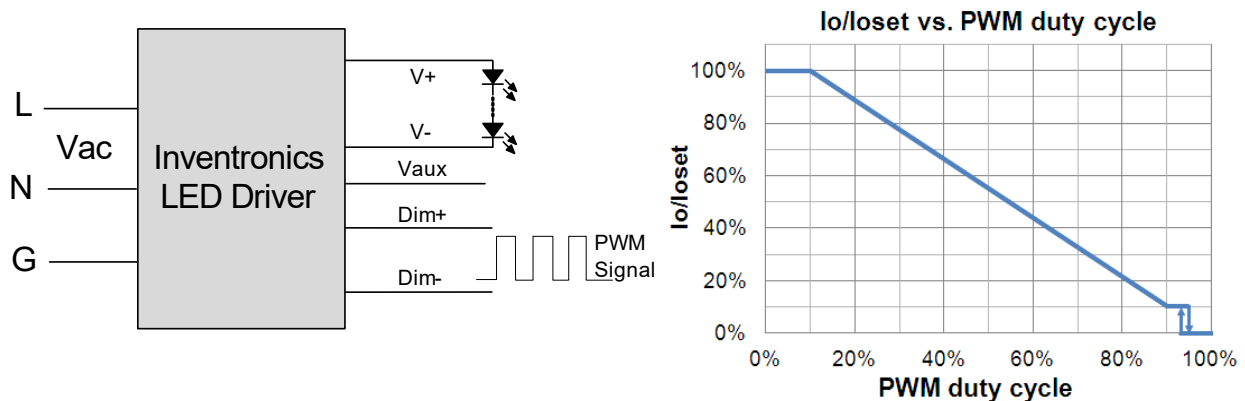 L
Vac
N
G
Inventronics
LED Driver
V+
V-
Vaux
Dim+
Dim-
PWM
Signal
Io/Ioset vs. PWM duty cycle
Io/Ioset
100%
80%
60%
40%
20%
0%
0%
20%
40%
60%
80%
100%
PWM duty cycle